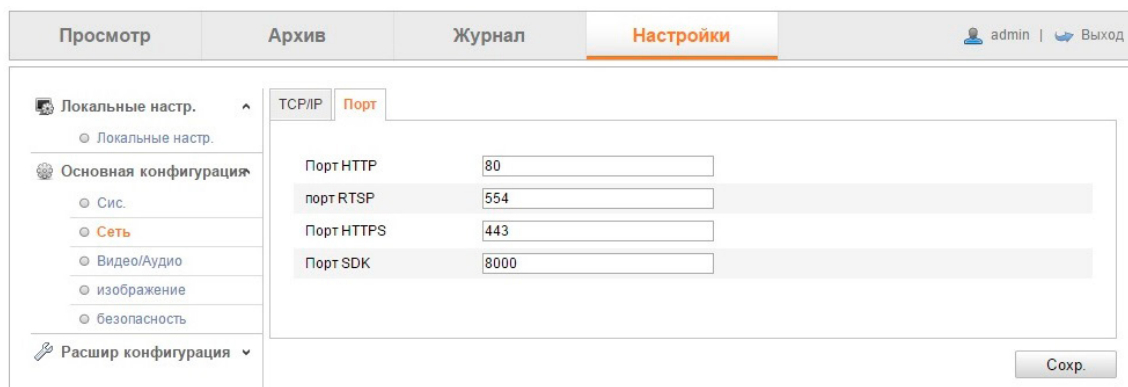 Просмотр Архив Журнал Настройки admin | Выход
Локальные настр.
Локальные настр.
Основная конфигурация
Сис.
Сеть
Видео/Аудио
изображение
безопасность
Расшир конфигурация
TCP/IP Порт
Порт HTTP 80
порт RTSP 554
Порт HTTPS 443
Порт SDK 8000
Сохр.